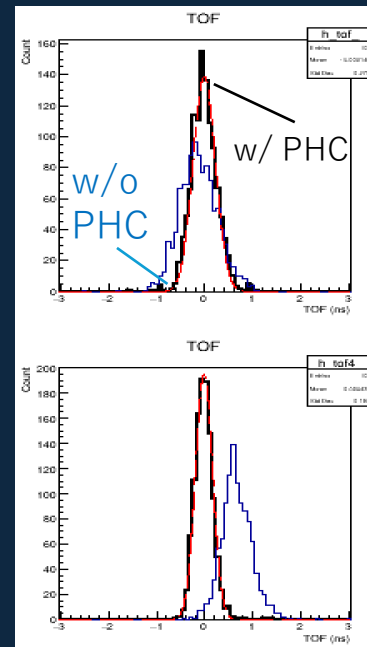 TOF
h_tof_
Entries
Mean
Std Dev
Count
160
140
120
100
80
60
40
20
0
w/ PHC
w/o
PHC
-3 -2 -1 0 1 2 3
TOF (ns)
TOF
h_tof4
Entries
Mean
Std Dev
Count
200
180
160
140
120
100
80
60
40
20
0
-3 -2 -1 0 1 2 3
TOF (ns)